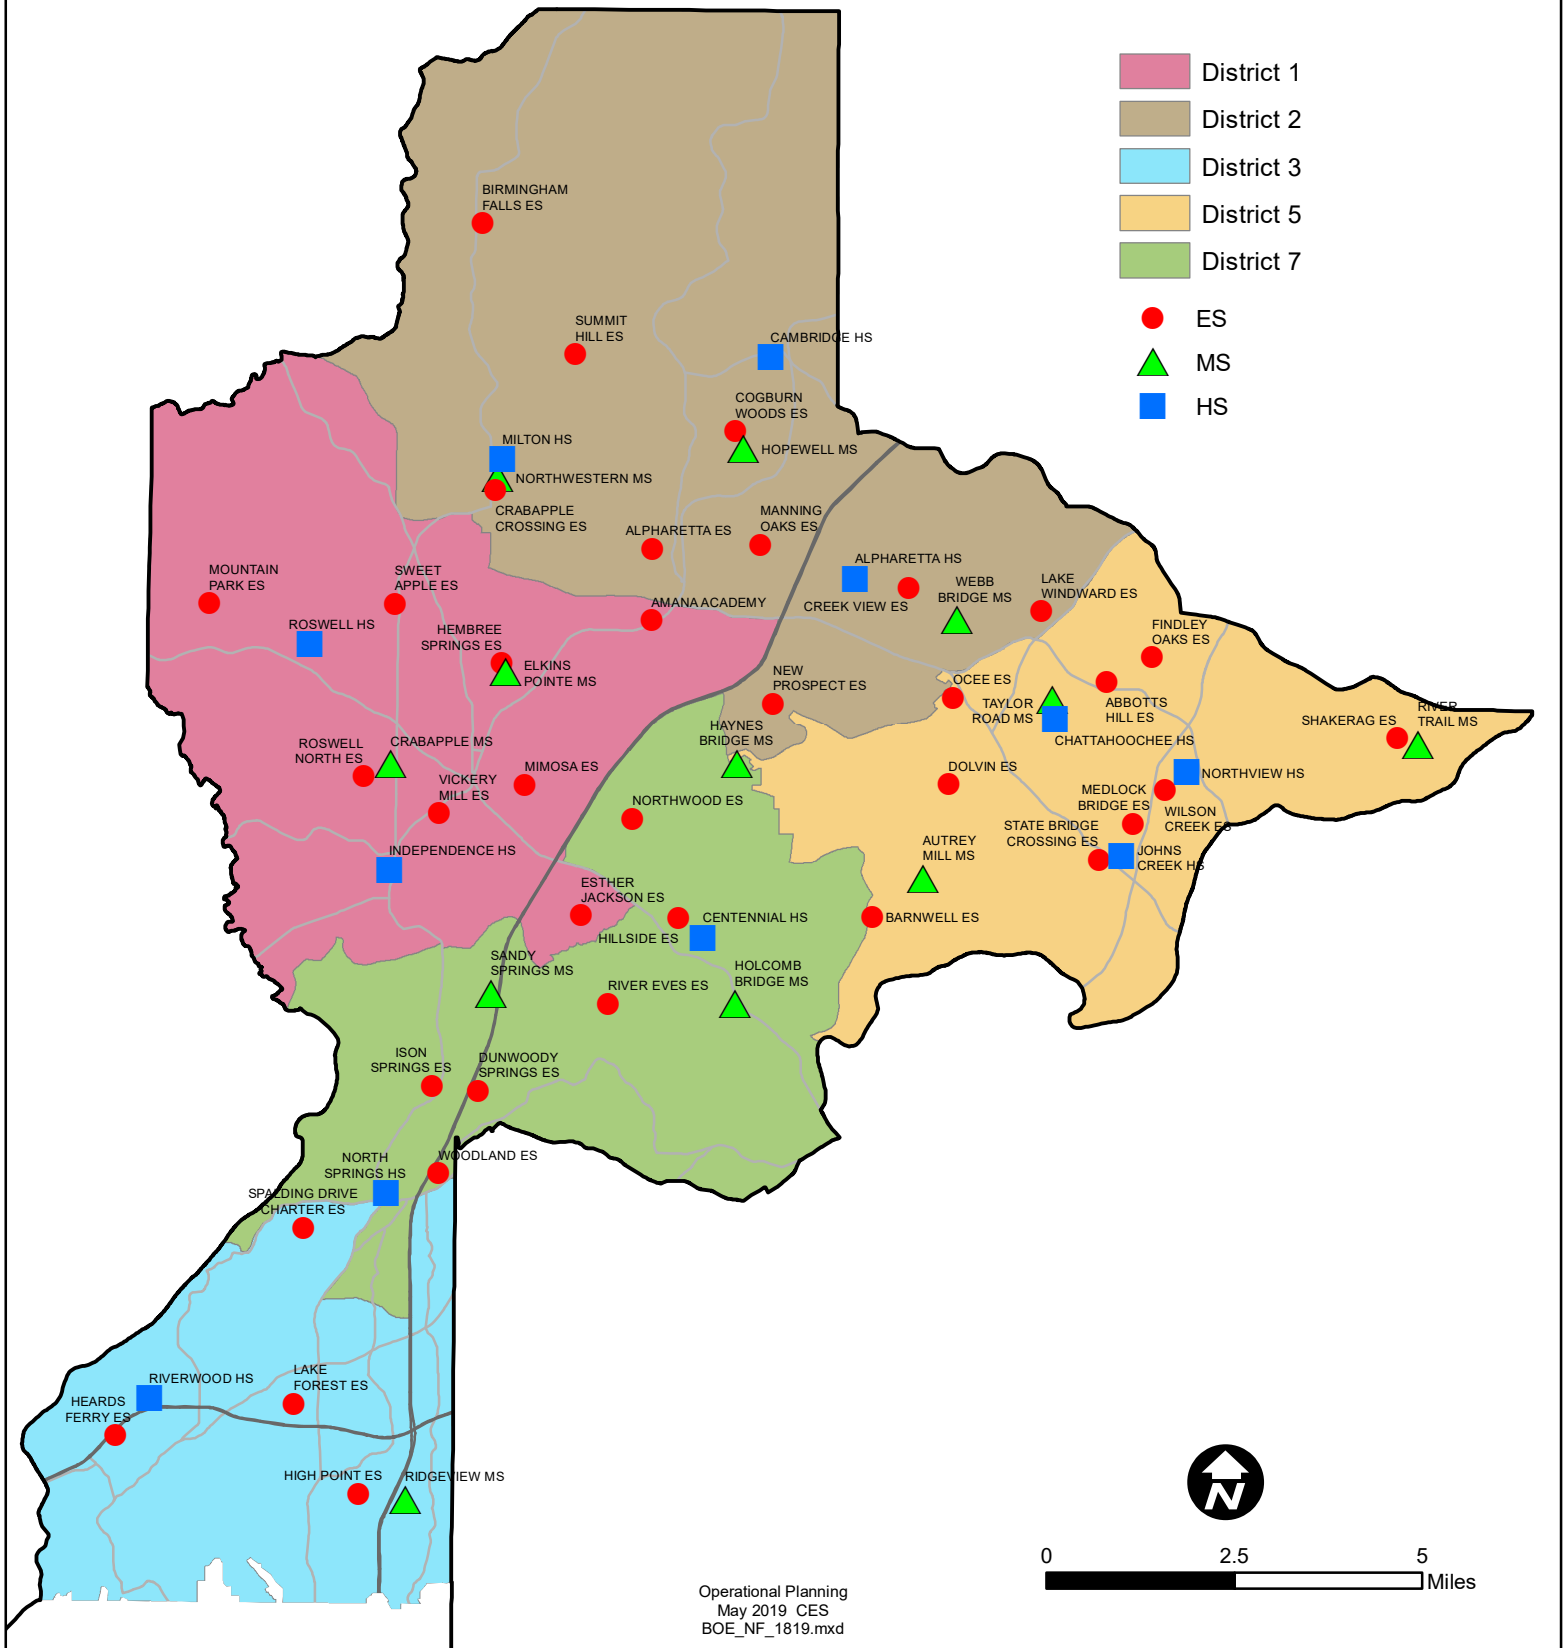 District 1
District 2
District 3
District 5
District 7
ES
MS
HS
BIRMINGHAM
FALLS ES
SUMMIT
HILL ES
CAMBRIDGE HS
COGBURN
WOODS ES
HOPEWELL MS
MILTON HS
NORTHWESTERN MS
CRABAPPLE
CROSSING ES
ALPHARETTA ES
MANNING
OAKS ES
ALPHARETTA HS
CREEK VIEW ES
WEBB
BRIDGE MS
LAKE
WINDWARD ES
MOUNTAIN
PARK ES
SWEET
APPLE ES
AMANA ACADEMY
ROSWELL HS
HEMBREE
SPRINGS ES
ELKINS
POINTE MS
FINDLEY
OAKS ES
NEW
PROSPECT ES
OCEE ES
TAYLOR
ROAD MS
ABBOTTS
HILL ES
CHATTAHOOCHEE HS
SHAKERAG ES
RIVER
TRAIL MS
HAYNES
BRIDGE MS
ROSWELL
NORTH ES
CRABAPPLE MS
VICKERY
MILL ES
MIMOSA ES
DOLVIN ES
NORTHVIEW HS
MEDLOCK
BRIDGE ES
WILSON
CREEK ES
NORTHWOOD ES
STATE BRIDGE
CROSSING ES
JOHNS
CREEK HS
AUTREY
MILL MS
INDEPENDENCE HS
ESTHER
JACKSON ES
HILLSIDE ES
CENTENNIAL HS
BARNWELL ES
SANDY
SPRINGS MS
RIVER EVES ES
HOLCOMB
BRIDGE MS
ISON
SPRINGS ES
DUNWOODY
SPRINGS ES
NORTH
SPRINGS HS
WOODLAND ES
SPALDING DRIVE
CHARTER ES
RIVERWOOD HS
LAKE
FOREST ES
HEARDS
FERRY ES
HIGH POINT ES
RIDGEVIEW MS
N
0 2.5 5
Miles
Operational Planning
May 2019 CES
BOE_NF_1819.mxd